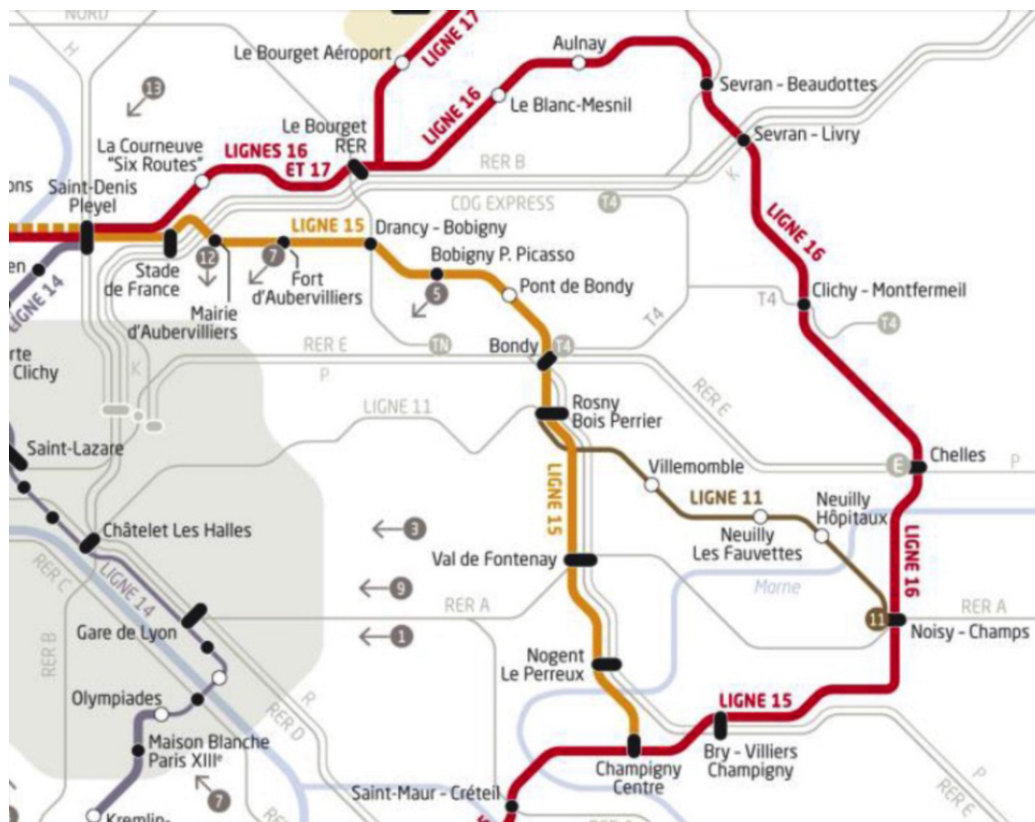 NORD
H
13
Le Bourget Aéroport
LIGNE 17
Aulnay
Le Blanc-Mesnil
LIGNE 16
Sevran - Beaudottes
Sevran - Livry
K
Le Bourget
RER
La Courneuve
"Six Routes"
LIGNES 16
ET 17
RER B
CDG EXPRESS
T4
ons
Saint-Denis
Pleyel
LIGNE 15
Drancy - Bobigny
Bobigny P. Picasso
Pont de Bondy
LIGNE 16
Stade
de France
12
7
5
Fort
d'Aubervilliers
Mairie
d'Aubervilliers
en
LIGNE 14
T4
Clichy - Montfermeil
T4
T4
TN
RER E
P
Bondy
T4
RER E
rte
Clichy
K
LIGNE 11
Rosny
Bois Perrier
Saint-Lazare
LIGNE 15
Villemomble
LIGNE 11
Neuilly
Les Fauvettes
Neuilly
Hôpitaux
E
Chelles
P
LIGNE 16
Châtelet Les Halles
3
Val de Fontenay
RER C
LIGNE 14
9
Marne
RER A
RER A
11
Noisy - Champs
Gare de Lyon
1
RER B
Nogent
Le Perreux
Olympiades
R
RER D
LIGNE 15
Maison Blanche
Paris XIIIe
7
Champigny
Centre
Bry - Villiers
Champigny
P
RER E
Saint-Maur - Créteil
Kremlin-